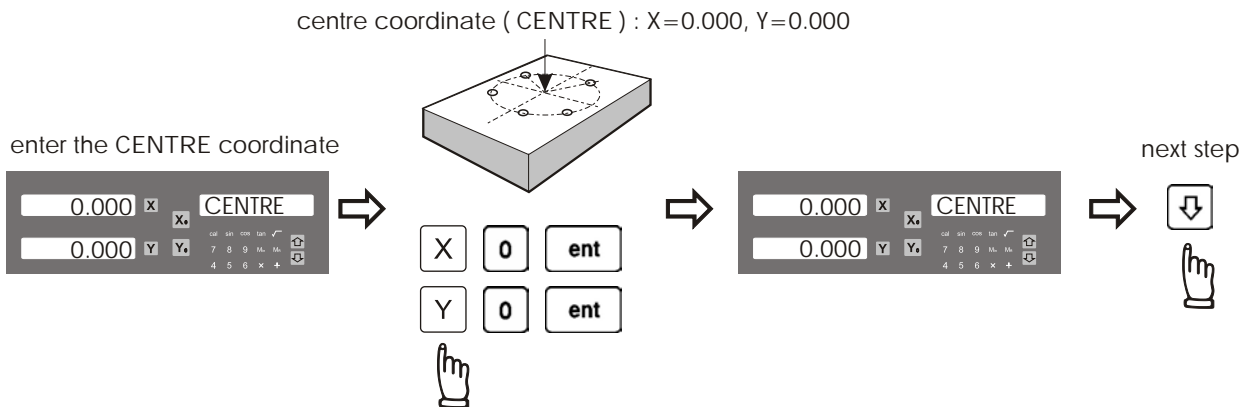 centre coordinate ( CENTRE ) : X=0.000, Y=0.000
enter the CENTRE coordinate
0.000 X
X₀
CENTRE
0.000 Y
Y₀
cal sin cos tan √
7 8 9
4 5 6 × +
X 0 ent
Y 0 ent
0.000 X
X₀
CENTRE
0.000 Y
Y₀
cal sin cos tan √
7 8 9
4 5 6 × +
next step